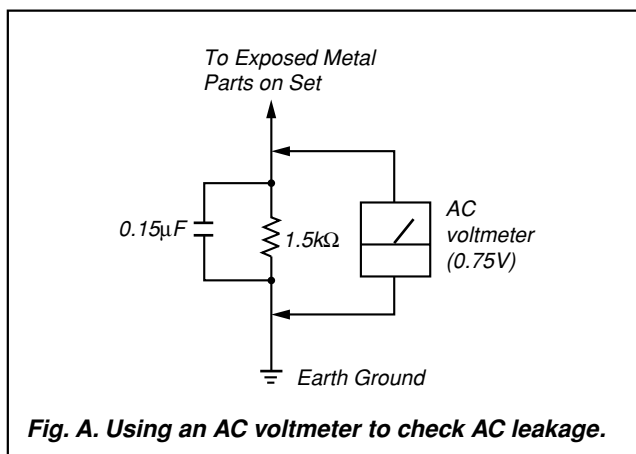 To Exposed Metal
Parts on Set
0.15µF
1.5kΩ
AC
voltmeter
(0.75V)
Earth Ground
Fig. A. Using an AC voltmeter to check AC leakage.